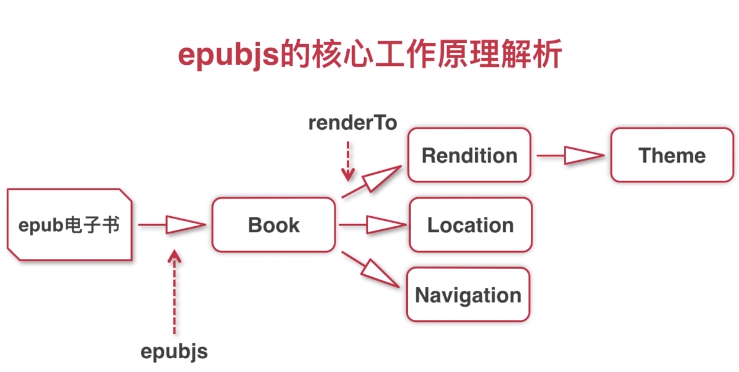 epubjs的核心工作原理解析
renderTo
Rendition
Theme
epub电子书
Book
Location
Navigation
epubjs